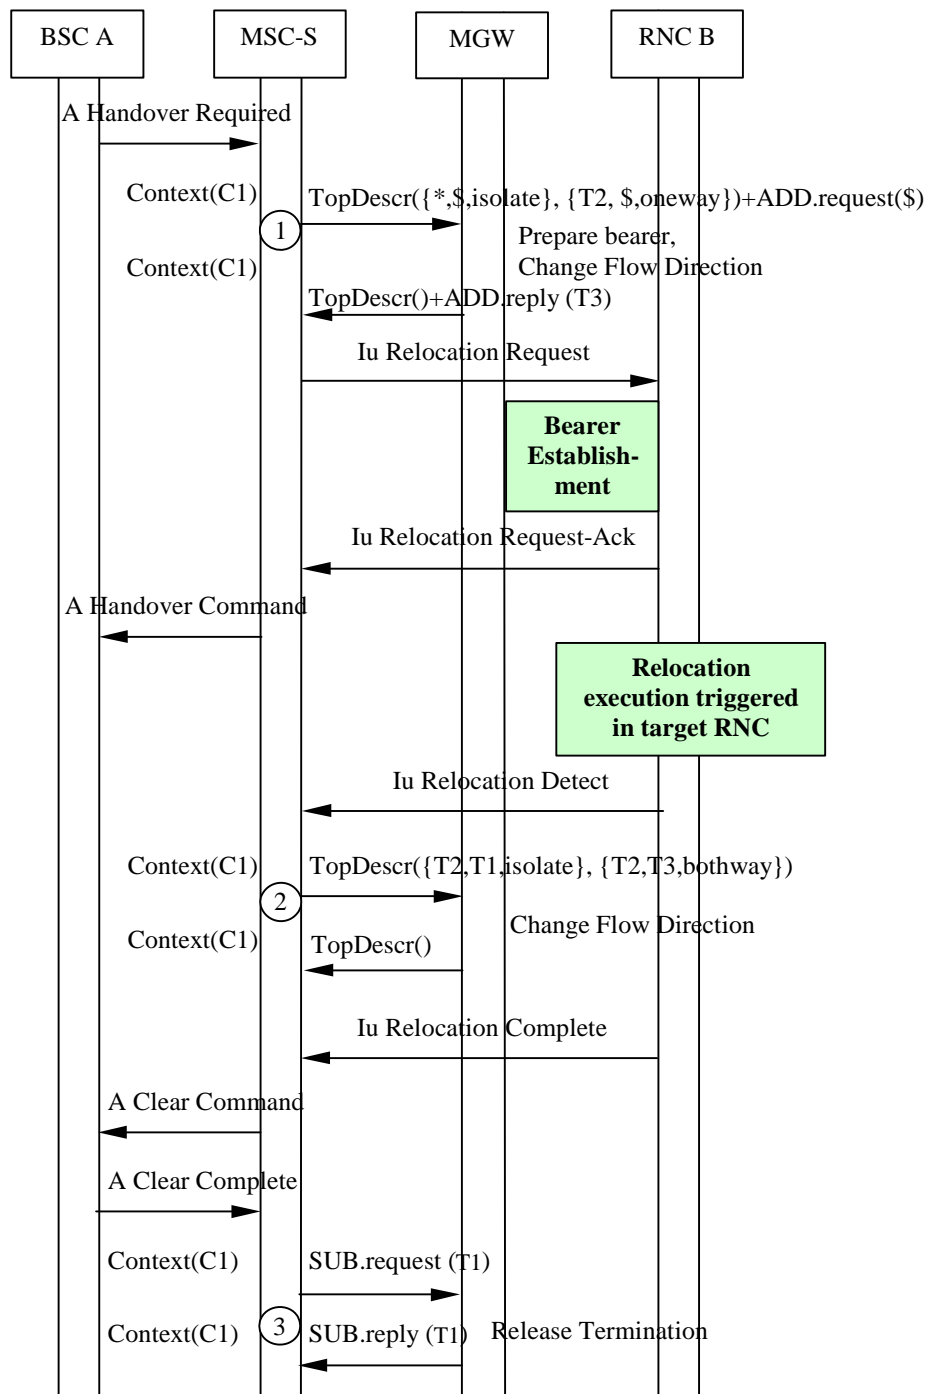 BSC A
MSC-S
MGW
RNC B
A Handover Required
Context(C1)
TopDescr({*,$,isolate}, {T2, $,oneway})+ADD.request($)
1
Prepare bearer,
Change Flow Direction
Context(C1)
TopDescr()+ADD.reply (T3)
Iu Relocation Request
Bearer
Establish-
ment
Iu Relocation Request-Ack
A Handover Command
Relocation
execution triggered
in target RNC
Iu Relocation Detect
Context(C1)
TopDescr({T2,T1,isolate}, {T2,T3,bothway})
2
Change Flow Direction
Context(C1)
TopDescr()
Iu Relocation Complete
A Clear Command
A Clear Complete
Context(C1)
SUB.request (T1)
3
Context(C1)
SUB.reply (T1)
Release Termination